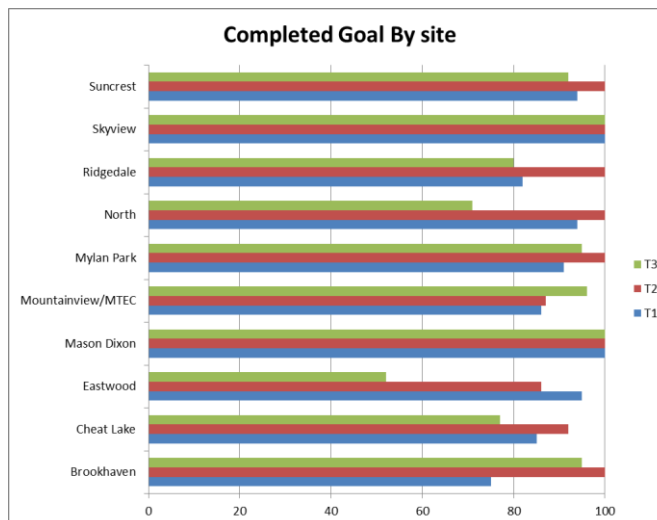 Completed Goal By site
Suncrest
Skyview
Ridgedale
North
Mylan Park
Mountainview/MTEC
Mason Dixon
Eastwood
Cheat Lake
Brookhaven
T3
T2
T1
0 20 40 60 80 100